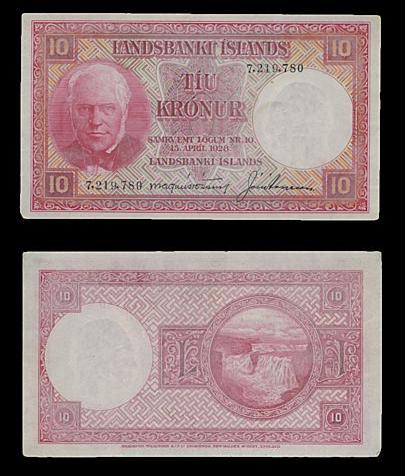 10 LANDSBANKI ÍSLANDS 10
7,219,780
TÍU
KRÓNUR
SAMKVÆMT LÖGUM NR. 10,
15. APRÍL 1928
LANDSBANKI ÍSLANDS
10 7,219,780 10
10 10
10 10